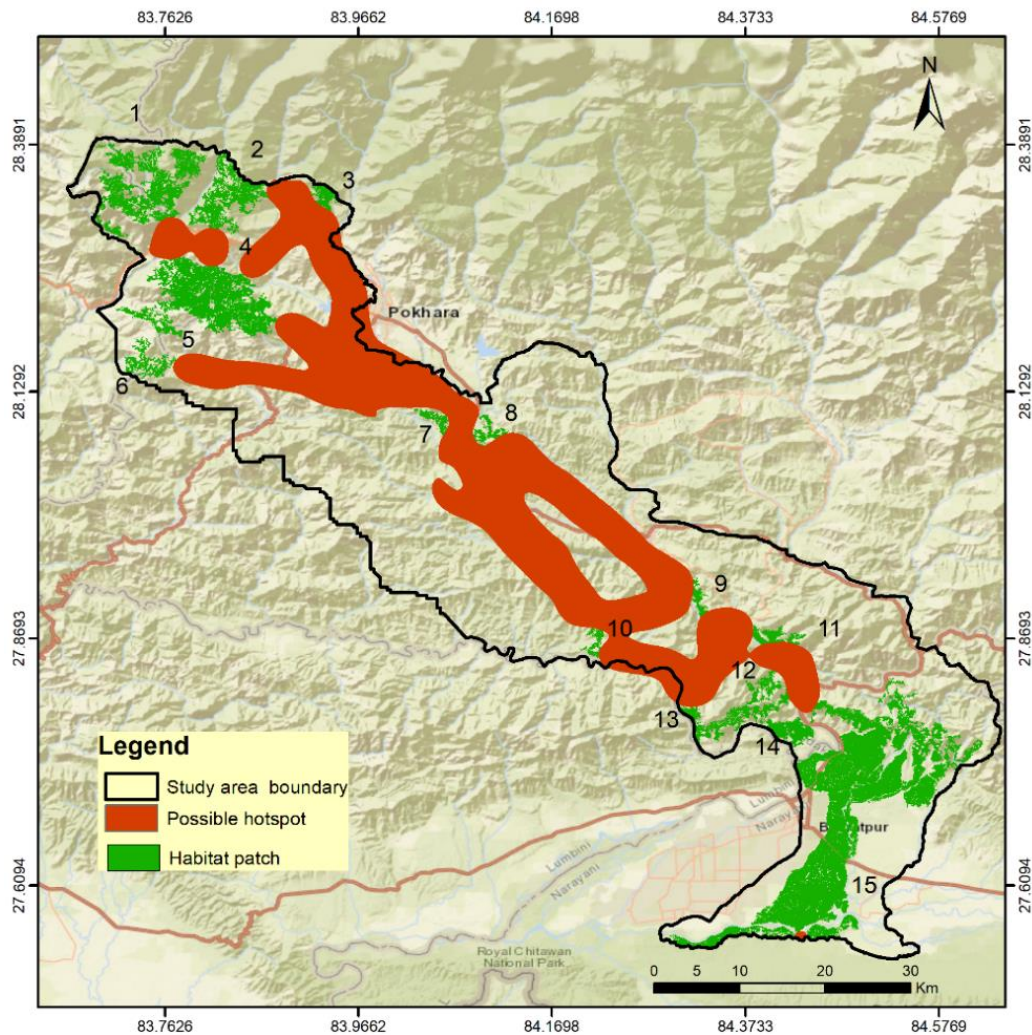 83.7626 83.9662 84.1698 84.3733 84.5769
N
28.3891 28.3891
1
2
3
4
Pokhara
5
6
28.1292 28.1292
7
8
9
10
11
27.8693 27.8693
12
13
14
Legend
Study area boundary
Possible hotspot
Habitat patch
Lumbini
Narayani
Lumbini
Narayani
15
27.6094 27.6094
Royal Chitawan
National Park
0 5 10 20 30
Km
83.7626 83.9662 84.1698 84.3733 84.5769